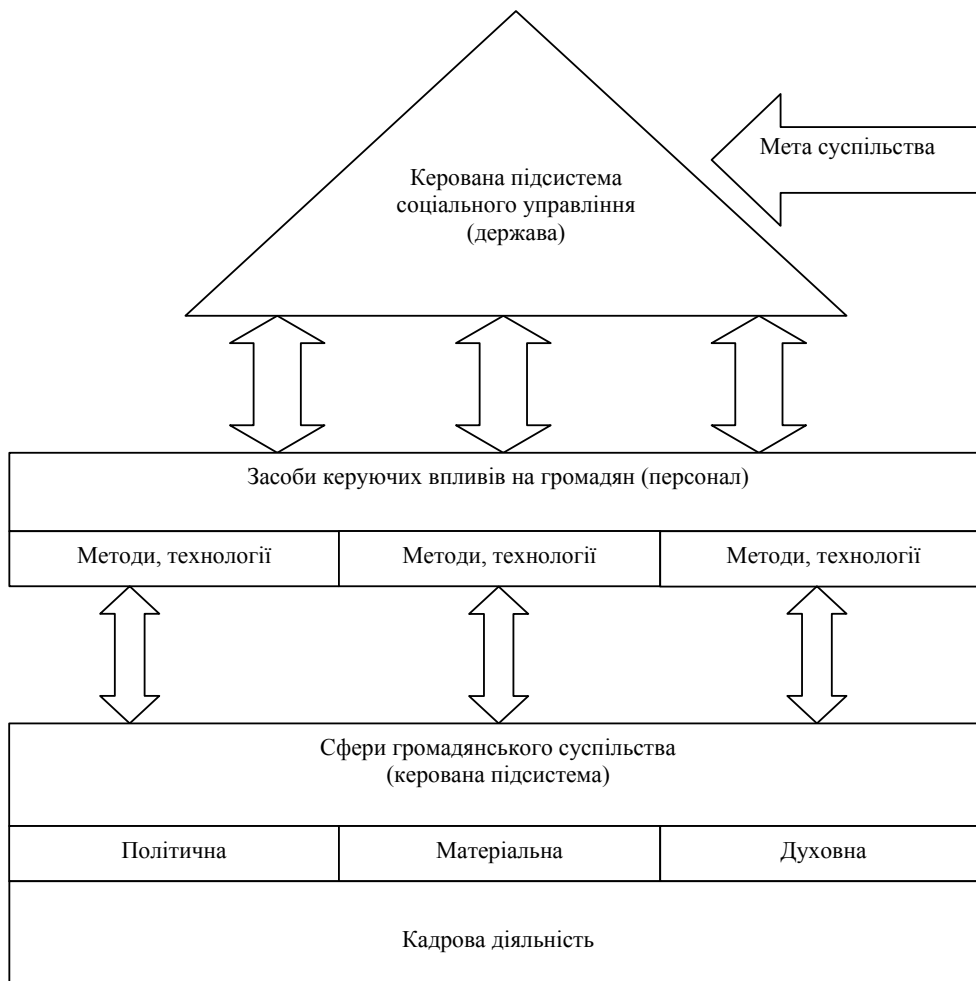 Мета суспільства
Керована підсистема
соціального управління
(держава)
Засоби керуючих впливів на громадян (персонал)
Методи, технології
Методи, технології
Методи, технології
Сфери громадянського суспільства
(керована підсистема)
Політична
Матеріальна
Духовна
Кадрова діяльність